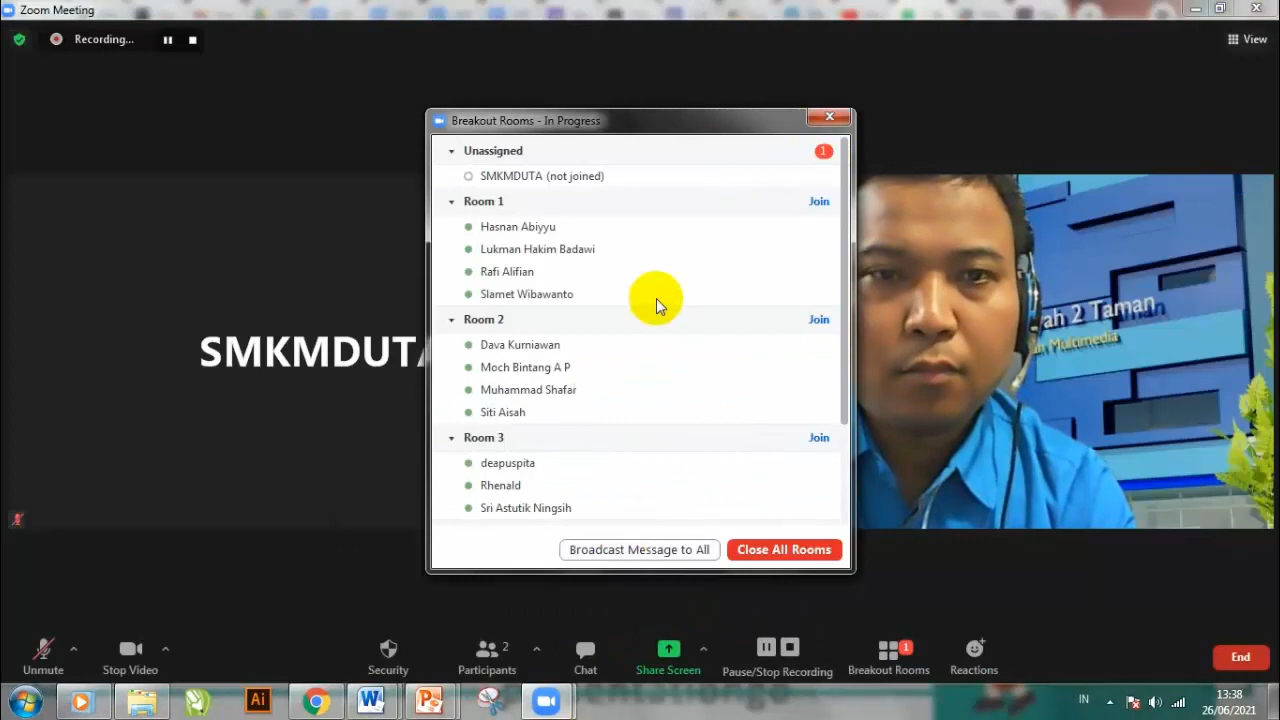 Zoom Meeting
Recording...
View
Breakout Rooms - In Progress
Unassigned
1
SMKMDUTA (not joined)
Room 1
Join
Hasnan Abiyyu
Lukman Hakim Badawi
Rafi Alifian
Slamet Wibawanto
Room 2
Join
Dava Kurniawan
Moch Bintang A P
Muhammad Shafar
Siti Aisah
Room 3
Join
deapuspita
Rhenald
Sri Astutik Ningsih
Broadcast Message to All
Close All Rooms
SMKMDUTA
ah 2 Taman
n Multimedia
Unmute
Stop Video
Security
2
Participants
Chat
Share Screen
Pause/Stop Recording
1
Breakout Rooms
Reactions
End
Ai
IN
13:38
26/06/2021